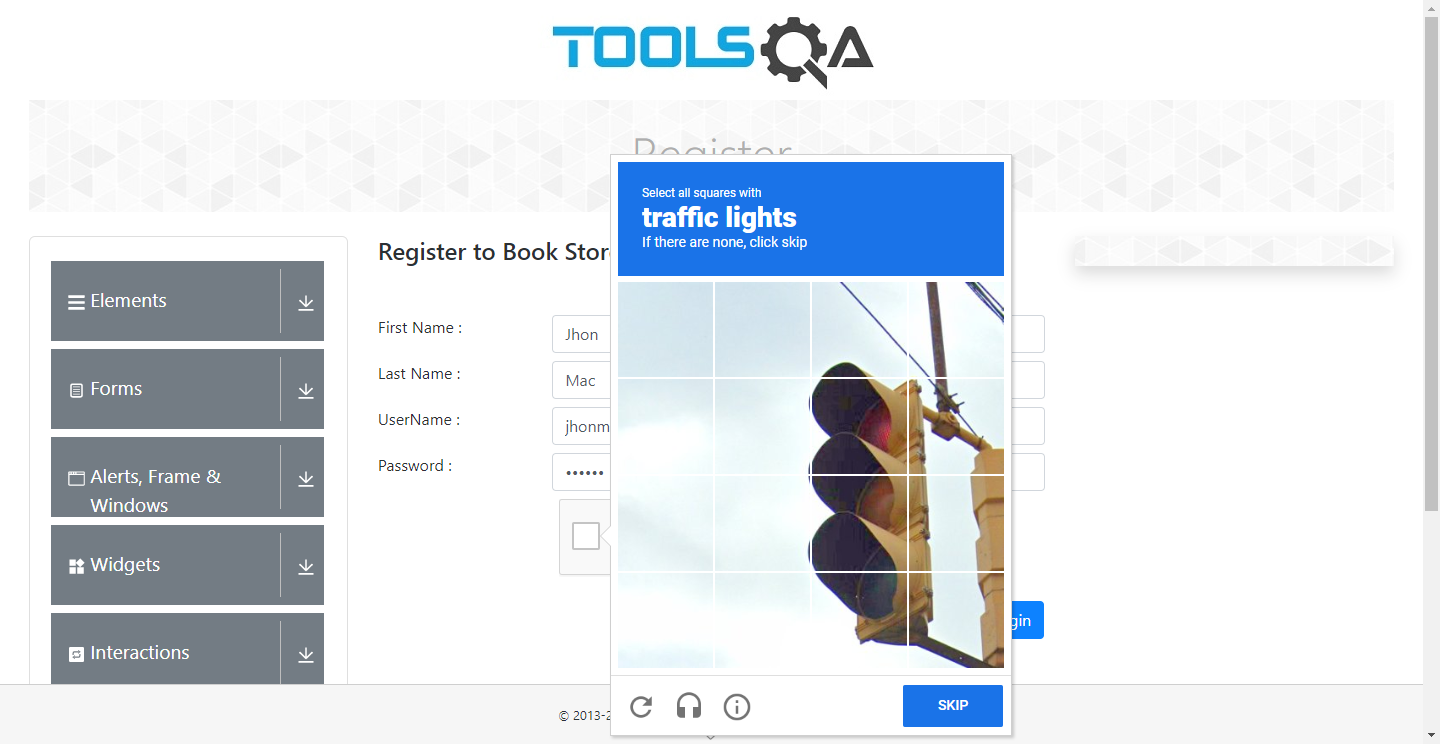 TOOLSQA
Register
Select all squares with
traffic lights
If there are none, click skip
Elements
Forms
Alerts, Frame &
Windows
Widgets
Interactions
Register to Book Stor
First Name :
Jhon
Last Name :
Mac
UserName :
jhonm
Password :
••••••
gin
© 2013-2
SKIP